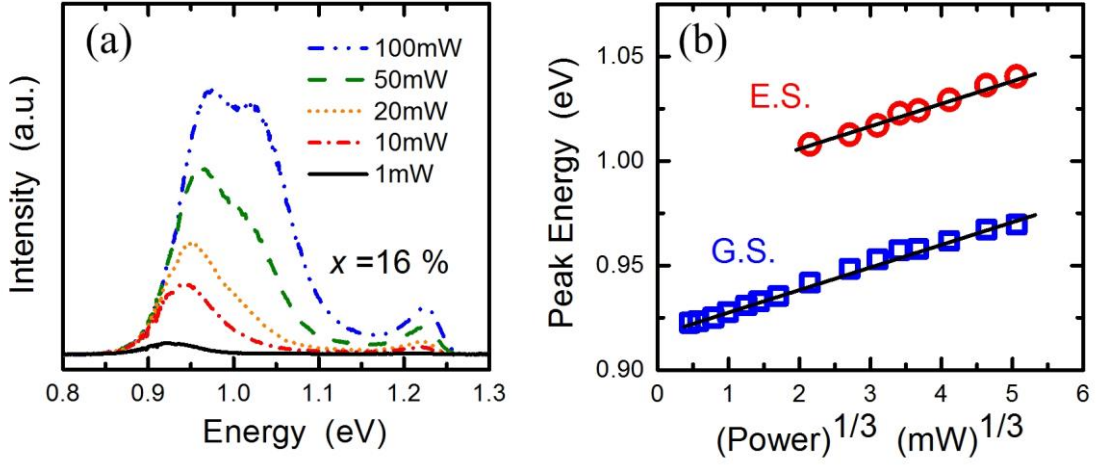 (a)
100mW
50mW
20mW
10mW
1mW
x =16 %
Intensity (a.u.)
0.8 0.9 1.0 1.1 1.2 1.3
Energy (eV)
(b)
E.S.
G.S.
Peak Energy (eV)
1.05
1.00
0.95
0.90
0 1 2 3 4 5 6
(Power)^1/3 (mW)^1/3